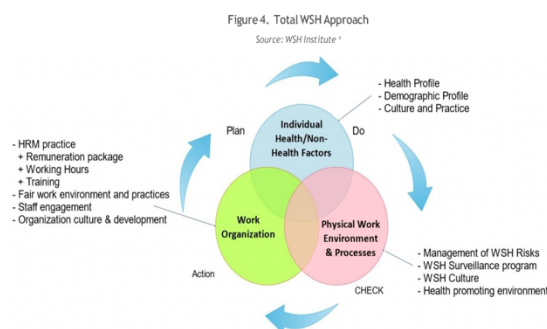 Figure 4. Total WSH Approach
Source: WSH Institute ⁴
- Health Profile
- Demographic Profile
- Culture and Practice
Plan
Individual
Health/Non-
Health Factors
Do
- HRM practice
+ Remuneration package
+ Working Hours
+ Training
- Fair work environment and practices
- Staff engagement
- Organization culture & development
Work
Organization
Physical Work
Environment
& Processes
- Management of WSH Risks
- WSH Surveillance program
- WSH Culture
- Health promoting environment
Action
CHECK